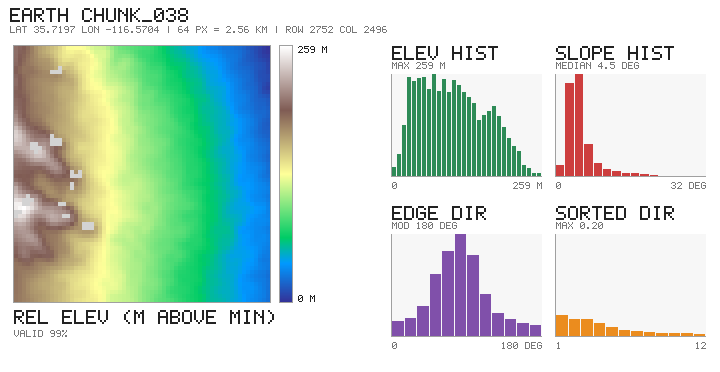 EARTH CHUNK_038
LAT 35.7197 LON -116.5704 | 64 PX = 2.56 KM | ROW 2752 COL 2496
259 M
0 M
REL ELEV (M ABOVE MIN)
VALID 99%
ELEV HIST
MAX 259 M
0 259 M
SLOPE HIST
MEDIAN 4.5 DEG
0 32 DEG
EDGE DIR
MOD 180 DEG
0 180 DEG
SORTED DIR
MAX 0.20
1 12